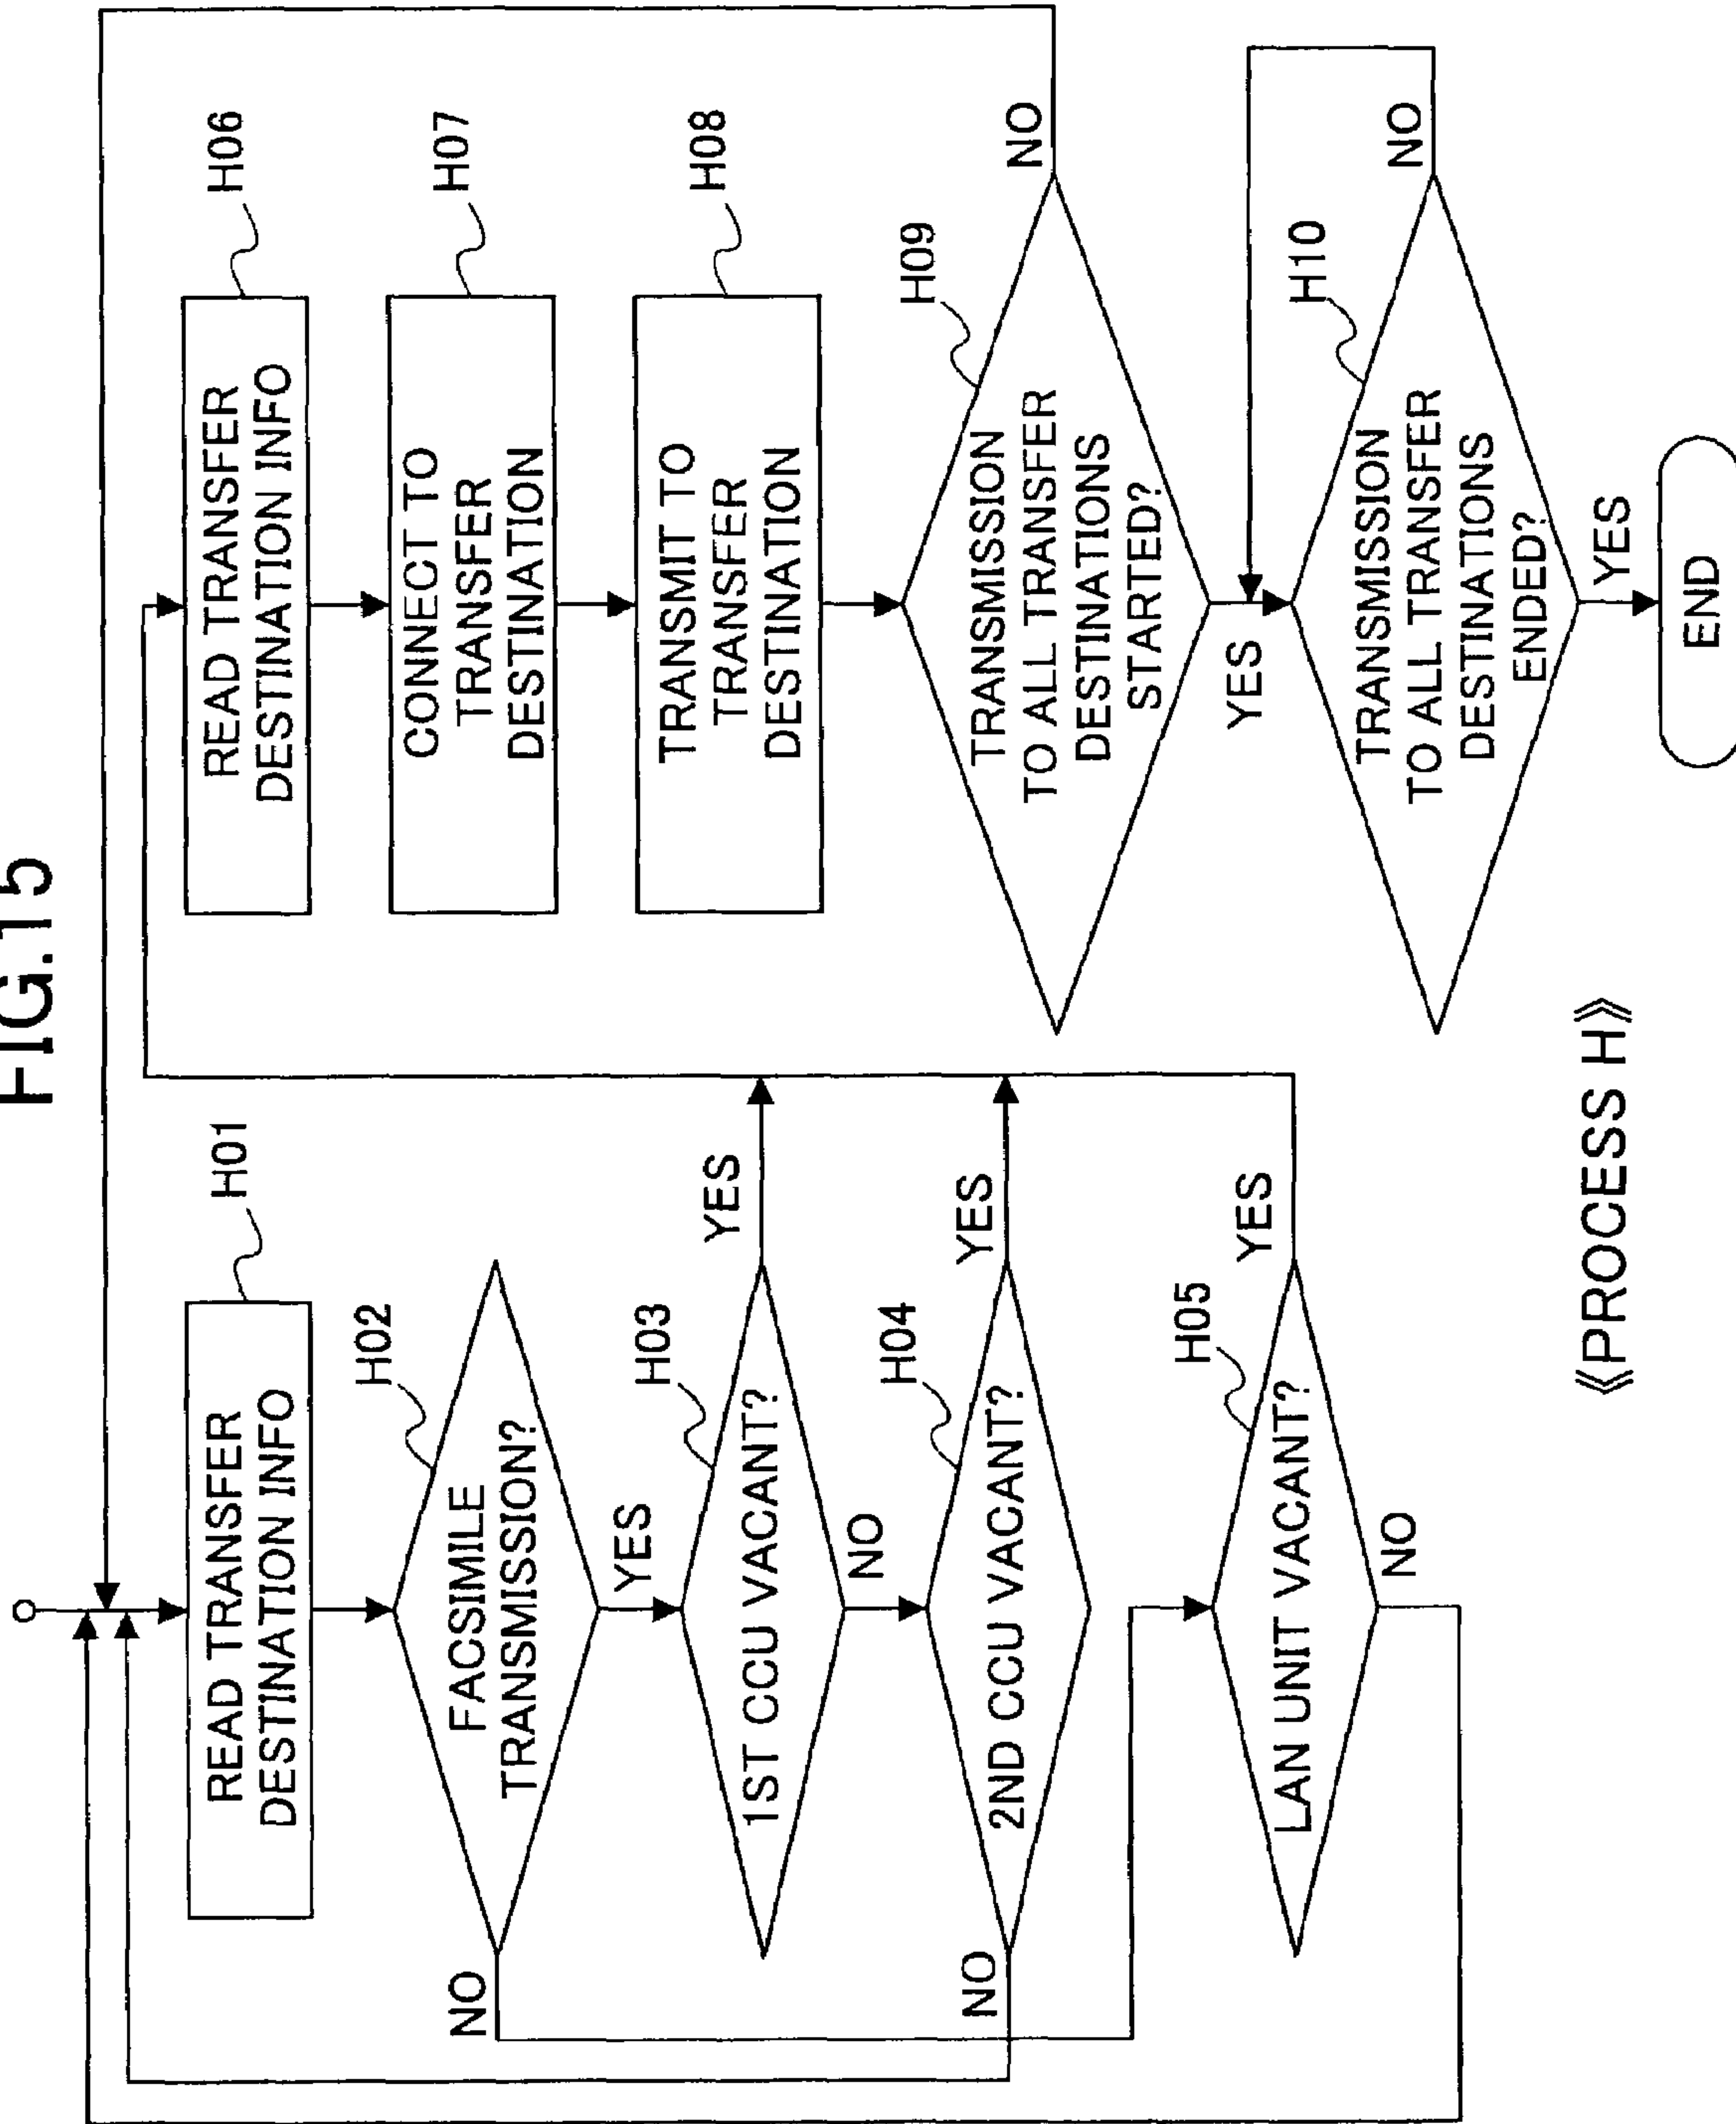 FIG.15
H01
READ TRANSFER
DESTINATION INFO
H02
FACSIMILE
TRANSMISSION?
NO
YES
H03
1ST CCU VACANT?
YES
NO
H04
2ND CCU VACANT?
YES
NO
H05
LAN UNIT VACANT?
YES
NO
H06
READ TRANSFER
DESTINATION INFO
H07
CONNECT TO
TRANSFER
DESTINATION
H08
TRANSMIT TO
TRANSFER
DESTINATION
H09
TRANSMISSION
TO ALL TRANSFER
DESTINATIONS
STARTED?
NO
YES
H10
TRANSMISSION
TO ALL TRANSFER
DESTINATIONS
ENDED?
NO
YES
END
《PROCESS H》